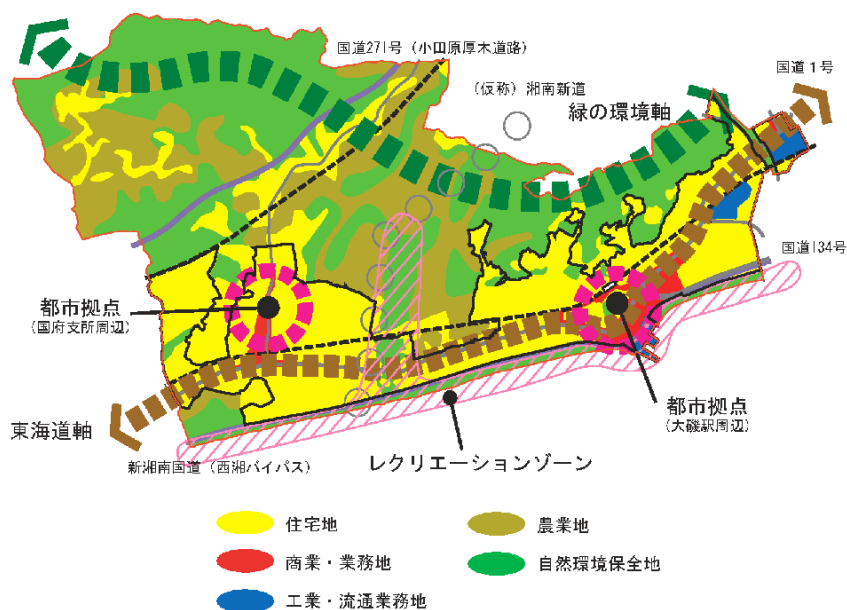 国道271号（小田原厚木道路）
国道１号
（仮称）湘南新道
緑の環境軸
国道134号
都市拠点
（国府支所周辺）
都市拠点
（大磯駅周辺）
東海道軸
新湘南国道（西湘バイパス）
レクリエーションゾーン
住宅地
農業地
商業・業務地
自然環境保全地
工業・流通業務地